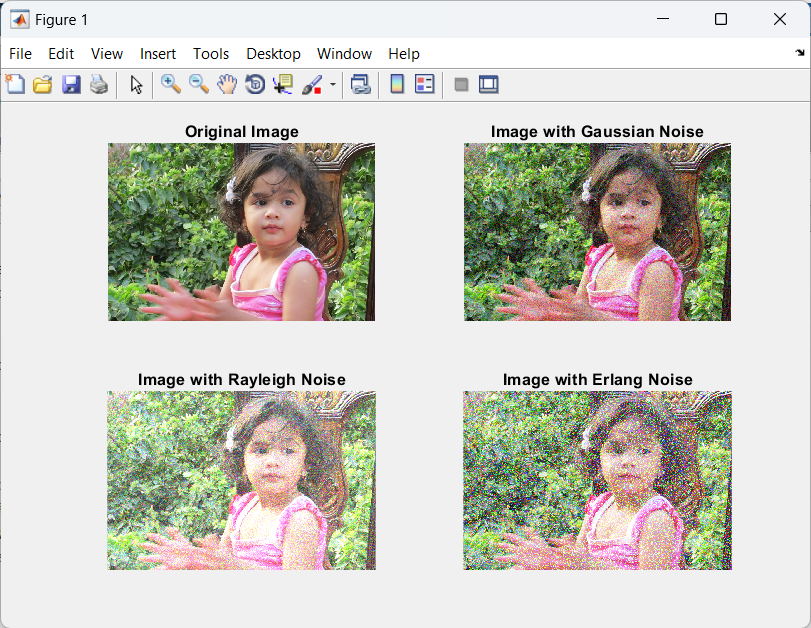 Figure 1
File Edit View Insert Tools Desktop Window Help
Original Image
Image with Gaussian Noise
Image with Rayleigh Noise
Image with Erlang Noise